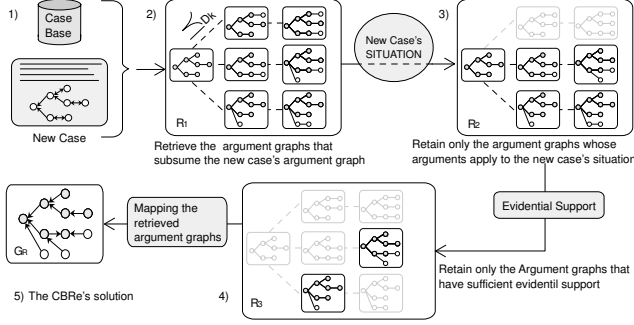 1)
Case
Base
New Case
2)
DK
R1
Retrieve the argument graphs that
subsume the new case's argument graph
New Case's
SITUATION
3)
R2
Retain only the argument graphs whose
arguments apply to the new case's situation
Evidential Support
Retain only the Argument graphs that
have sufficient evidentil support
4)
R3
Mapping the
retrieved
argument graphs
GR
5) The CBRe's solution